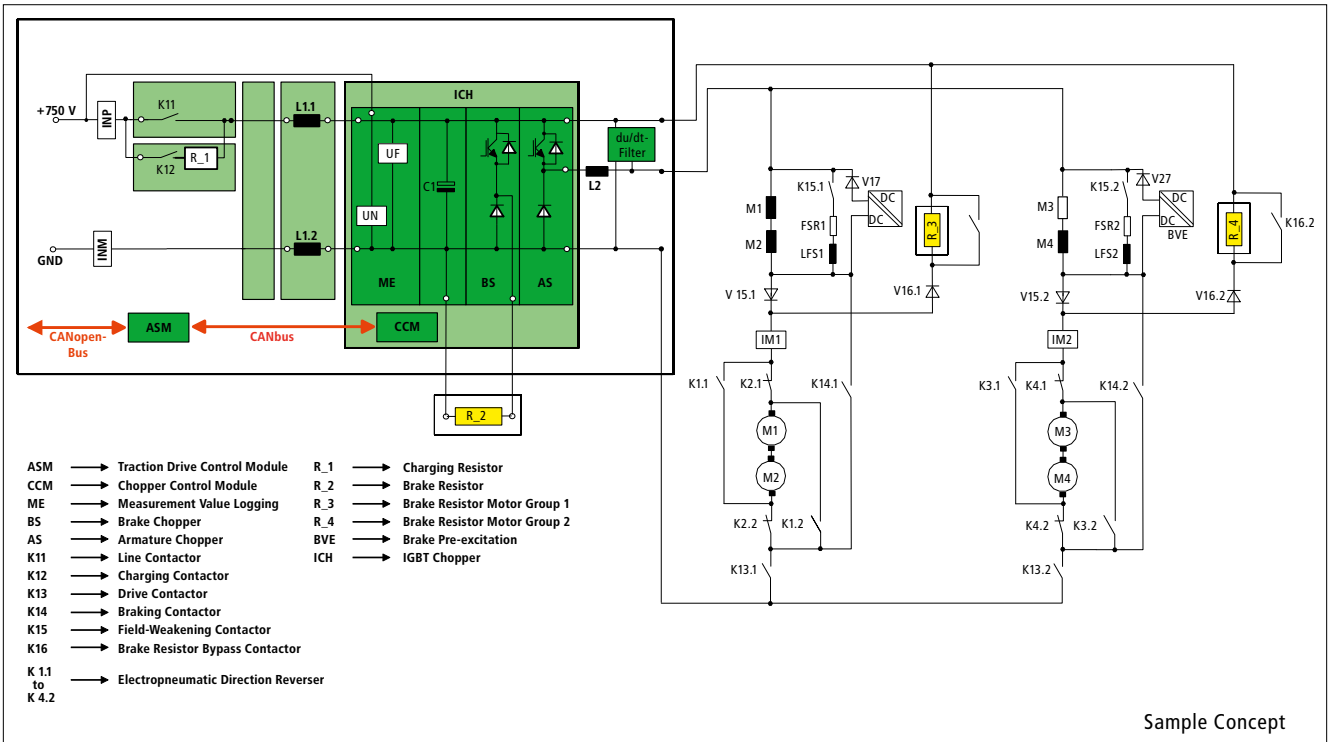 ICH
+750 V
INP
K11
K12
R_1
L1.1
UF
UN
C1
du/dt-
Filter
L2
GND
INM
L1.2
ME
BS
AS
CANopen-
Bus
ASM
CANbus
CCM
R_2
M1
M2
K15.1
V17
FSR1
LFS1
DC
DC
R_3
V 15.1
V16.1
IM1
K1.1
K2.1
K14.1
M1
M2
K2.2
K1.2
K13.1
M3
M4
K15.2
V27
FSR2
LFS2
DC
DC
BVE
R_4
K16.2
V15.2
V16.2
IM2
K3.1
K4.1
K14.2
M3
M4
K4.2
K3.2
K13.2
ASM Traction Drive Control Module
CCM Chopper Control Module
ME Measurement Value Logging
BS Brake Chopper
AS Armature Chopper
K11 Line Contactor
K12 Charging Contactor
K13 Drive Contactor
K14 Braking Contactor
K15 Field-Weakening Contactor
K16 Brake Resistor Bypass Contactor
K 1.1
to
K 4.2
Electropneumatic Direction Reverser
R_1 Charging Resistor
R_2 Brake Resistor
R_3 Brake Resistor Motor Group 1
R_4 Brake Resistor Motor Group 2
BVE Brake Pre-excitation
ICH IGBT Chopper
Sample Concept